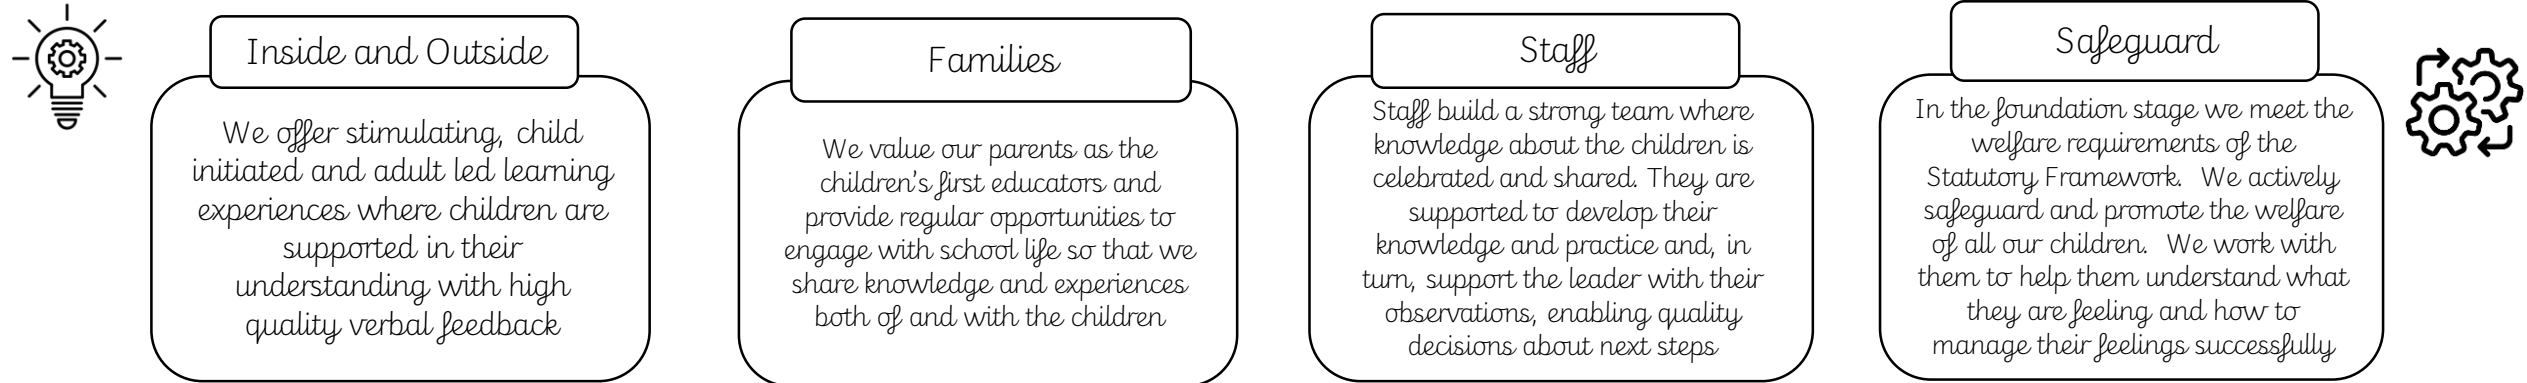 Inside and Outside
We offer stimulating, child
initiated and adult led learning
experiences where children are
supported in their
understanding with high
quality verbal feedback
Families
We value our parents as the
children's first educators and
provide regular opportunities to
engage with school life so that we
share knowledge and experiences
both of and with the children
Staff
Staff build a strong team where
knowledge about the children is
celebrated and shared. They are
supported to develop their
knowledge and practice and, in
turn, support the leader with their
observations, enabling quality
decisions about next steps
Safeguard
In the foundation stage we meet the
welfare requirements of the
Statutory Framework.  We actively
safeguard and promote the welfare
of all our children.  We work with
them to help them understand what
they are feeling and how to
manage their feelings successfully